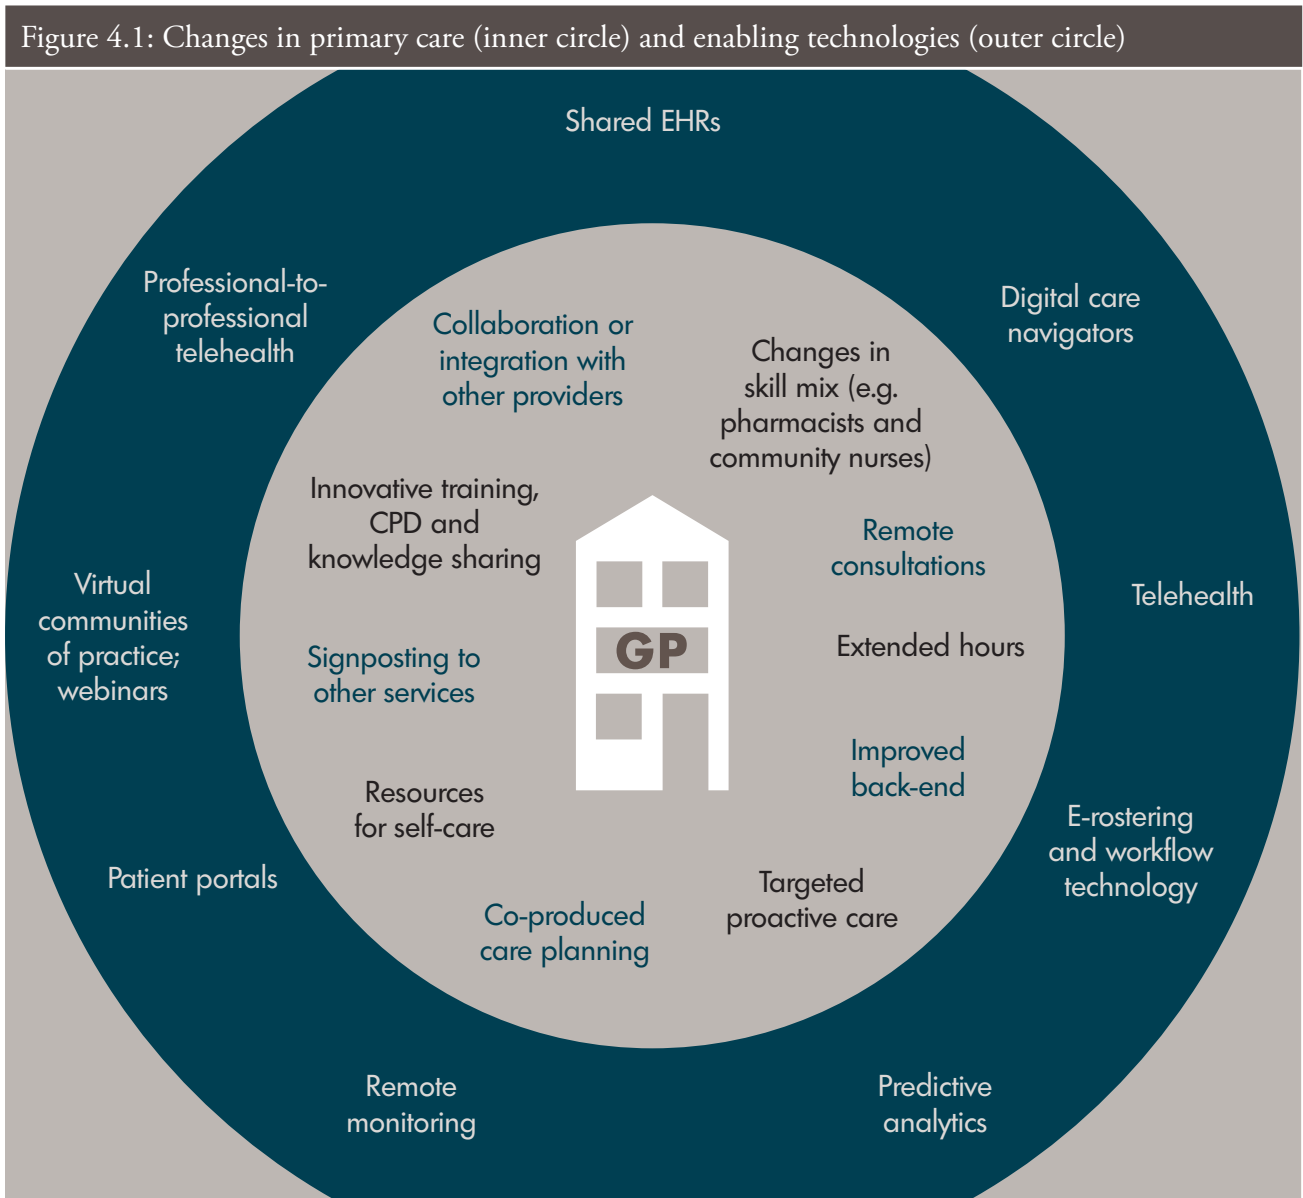 Figure 4.1: Changes in primary care (inner circle) and enabling technologies (outer circle)
Shared EHRs
Professional-to-
professional
telehealth
Digital care
navigators
Collaboration or
integration with
other providers
Changes in
skill mix (e.g.
pharmacists and
community nurses)
Innovative training,
CPD and
knowledge sharing
Remote
consultations
Virtual
communities
of practice;
webinars
Telehealth
GP
Extended hours
Signposting to
other services
Improved
back-end
Resources
for self-care
E-rostering
and workflow
technology
Patient portals
Targeted
proactive care
Co-produced
care planning
Remote
monitoring
Predictive
analytics